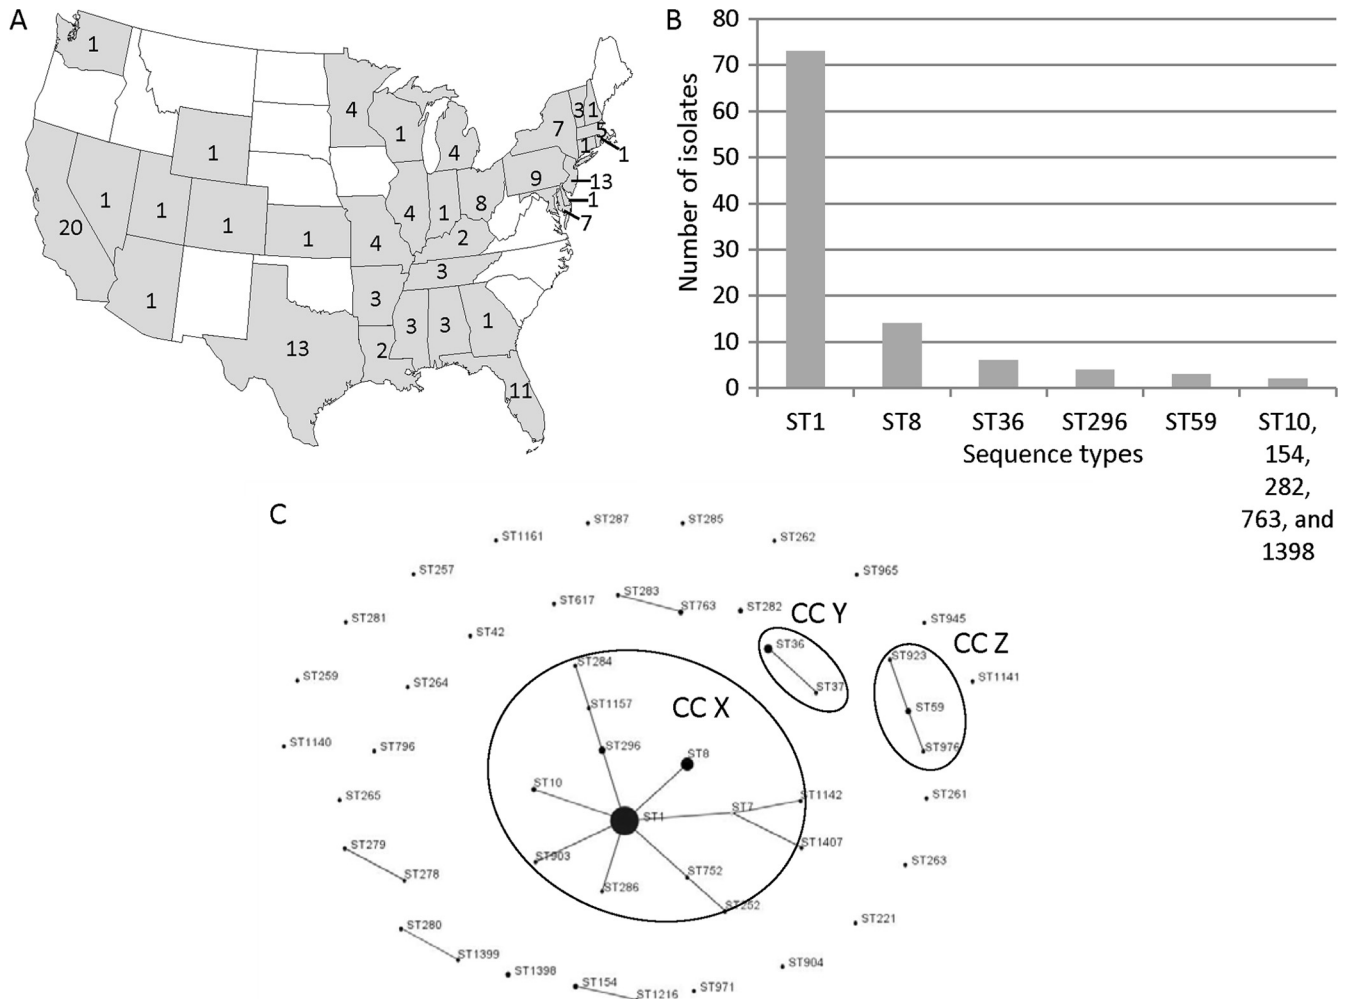 A
1
4
1
4
7
3
1
5
1
1
13
9
1
7
1
20
1
1
1
1
4
4
1
8
2
3
3
1
13
2
3
3
1
11
B
80
70
60
50
40
30
20
10
0
Number of isolates
ST1
ST8
ST36
ST296
ST59
ST10,
154,
282,
763, and
1398
Sequence types
C
ST287
ST285
ST1161
ST262
ST257
ST965
ST283
ST617
ST763
ST282
CC Y
ST281
ST945
ST42
ST36
CC Z
ST284
ST923
ST259
ST264
ST37
ST1141
ST1157
CC X
ST59
ST1140
ST796
ST296
ST8
ST976
ST10
ST265
ST1
ST7
ST1142
ST261
ST279
ST903
ST1407
ST278
ST286
ST752
ST263
ST252
ST280
ST221
ST1399
ST1398
ST904
ST154
ST1216
ST971